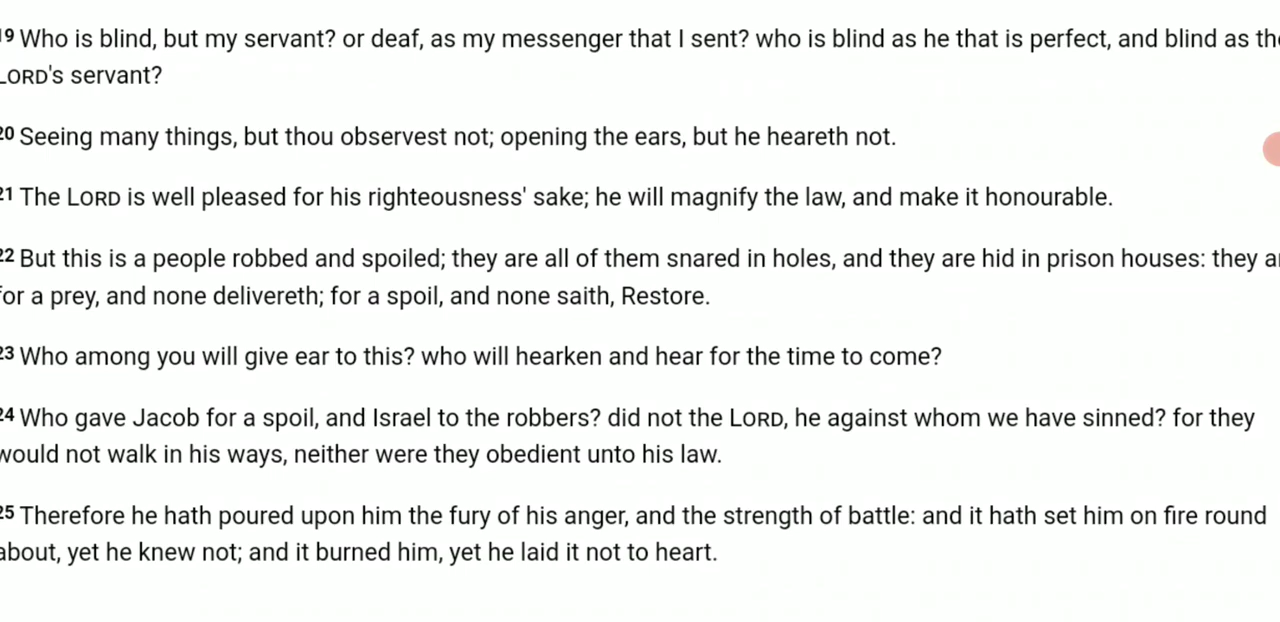 19 Who is blind, but my servant? or deaf, as my messenger that I sent? who is blind as he that is perfect, and blind as the
LORD's servant?
20 Seeing many things, but thou observest not; opening the ears, but he heareth not.
21 The LORD is well pleased for his righteousness' sake; he will magnify the law, and make it honourable.
22 But this is a people robbed and spoiled; they are all of them snared in holes, and they are hid in prison houses: they ar
for a prey, and none delivereth; for a spoil, and none saith, Restore.
23 Who among you will give ear to this? who will hearken and hear for the time to come?
24 Who gave Jacob for a spoil, and Israel to the robbers? did not the LORD, he against whom we have sinned? for they
would not walk in his ways, neither were they obedient unto his law.
25 Therefore he hath poured upon him the fury of his anger, and the strength of battle: and it hath set him on fire round
about, yet he knew not; and it burned him, yet he laid it not to heart.